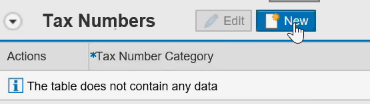 Tax Numbers Edit New
Actions *Tax Number Category
The table does not contain any data